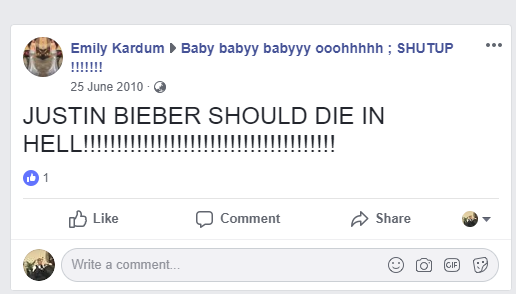 Emily Kardum ▶ Baby babyy babyyy ooohhhhh ; SHUTUP
!!!!!!!
25 June 2010 ·
JUSTIN BIEBER SHOULD DIE IN
HELL!!!!!!!!!!!!!!!!!!!!!!!!!!!!!!!!!!!!!!
1
Like Comment Share
Write a comment... GIF